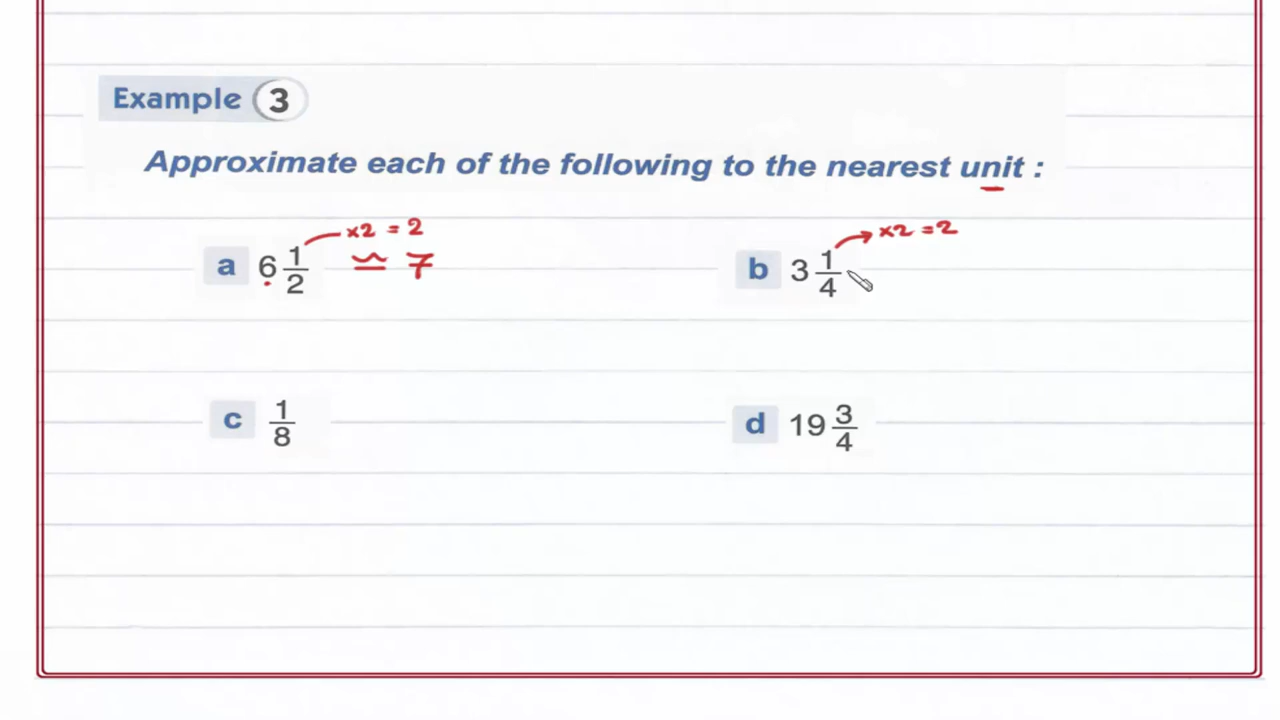 Example 3
Approximate each of the following to the nearest unit :
×2 = 2
a 6 1/2 ≃ 7
×2 = 2
b 3 1/4
c 1/8
d 19 3/4